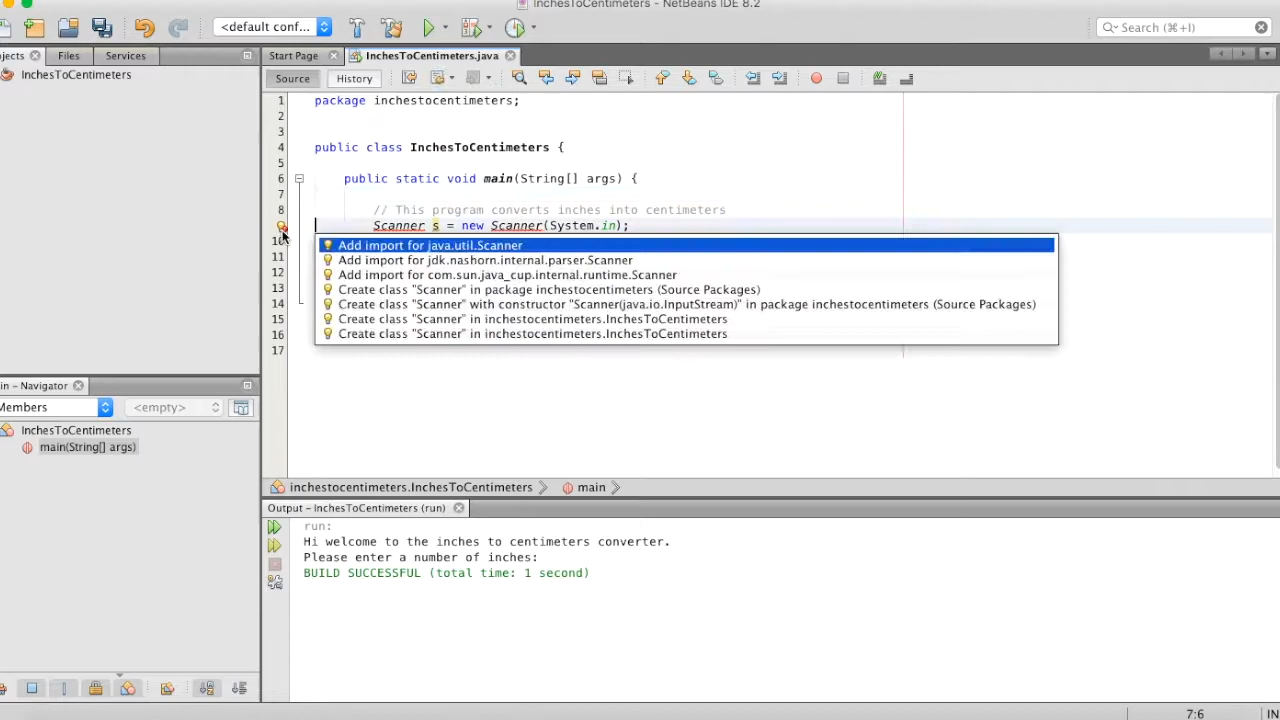 InchesToCentimeters - NetBeans IDE 8.2
<default conf...
Search (⌘+I)
ojects
Files
Services
Start Page
InchesToCentimeters.java
InchesToCentimeters
Source
History
1 package inchestocentimeters;
2
3
4 public class InchesToCentimeters {
5
6 public static void main(String[] args) {
7
8 // This program converts inches into centimeters
Scanner s = new Scanner(System.in);
10
11
12
13
14
15
16
17
Add import for java.util.Scanner
Add import for jdk.nashorn.internal.parser.Scanner
Add import for com.sun.java_cup.internal.runtime.Scanner
Create class "Scanner" in package inchestocentimeters (Source Packages)
Create class "Scanner" with constructor "Scanner(java.io.InputStream)" in package inchestocentimeters (Source Packages)
Create class "Scanner" in inchestocentimeters.InchesToCentimeters
Create class "Scanner" in inchestocentimeters.InchesToCentimeters
in - Navigator
Members
<empty>
InchesToCentimeters
main(String[] args)
inchestocentimeters.InchesToCentimeters
main
Output - InchesToCentimeters (run)
run:
Hi welcome to the inches to centimeters converter.
Please enter a number of inches:
BUILD SUCCESSFUL (total time: 1 second)
7:6
IN